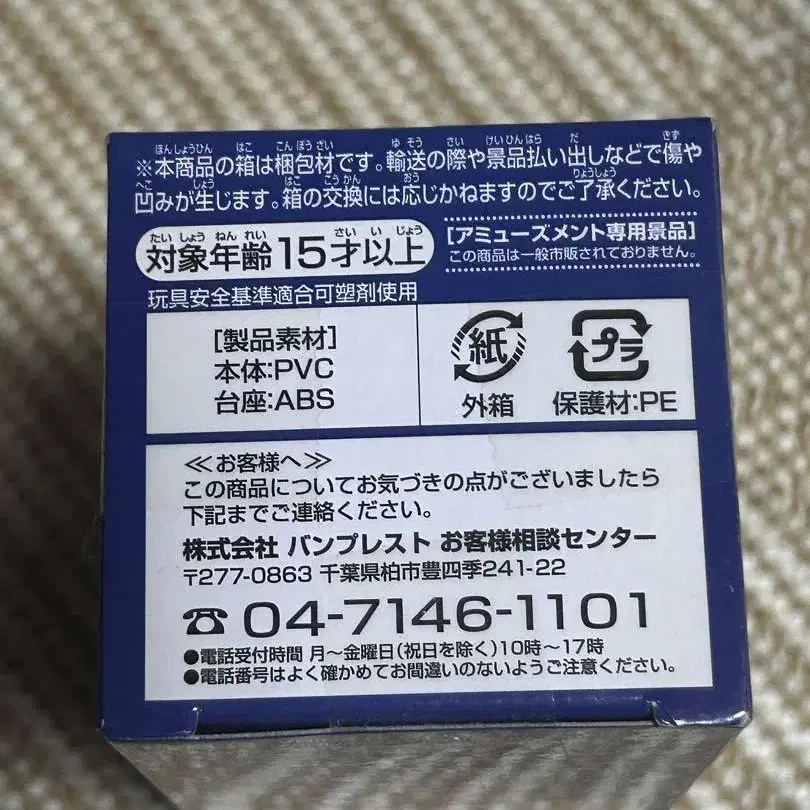 ※本商品の箱は梱包材です。輸送の際や景品払い出しなどで傷や
凹みが生じます。箱の交換には応じかねますのでご了承ください。
対象年齢15才以上
[アミューズメント専用景品]
この商品は一般市販されておりません。
玩具安全基準適合可塑剤使用
[製品素材]
本体:PVC
台座:ABS
紙
外箱
プラ
保護材:PE
≪お客様へ≫
この商品についてお気づきの点がございましたら
下記までご連絡ください。
株式会社 バンプレスト お客様相談センター
〒277-0863 千葉県柏市豊四季241-22
☎04-7146-1101
●電話受付時間 月～金曜日(祝日を除く)10時～17時
●電話番号はよく確かめてお間違いのないようご注意ください。